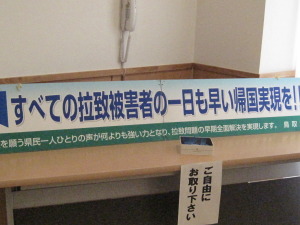 すべての拉致被害者の一日も早い帰国実現を!!
を願う県民一人ひとりの声が何よりも強い力となり、拉致問題の早期全面解決を実現します。 鳥取
ご自由に
お取り下さい